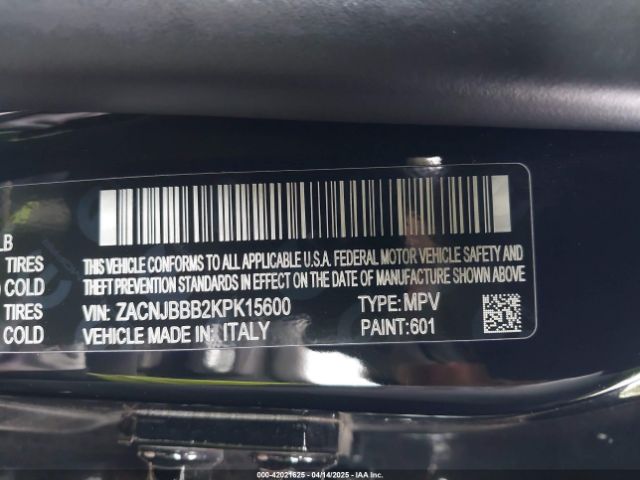 LB
TIRES
COLD
TIRES
COLD
THIS VEHICLE CONFORMS TO ALL APPLICABLE U.S.A. FEDERAL MOTOR VEHICLE SAFETY AND
THEFT PREVENTION STANDARDS IN EFFECT ON THE DATE OF MANUFACTURE SHOWN ABOVE
VIN: ZACNJBBB2KPK15600 TYPE: MPV
VEHICLE MADE IN: ITALY PAINT: 601
000-42021625 - 04/14/2025 - IAA Inc.